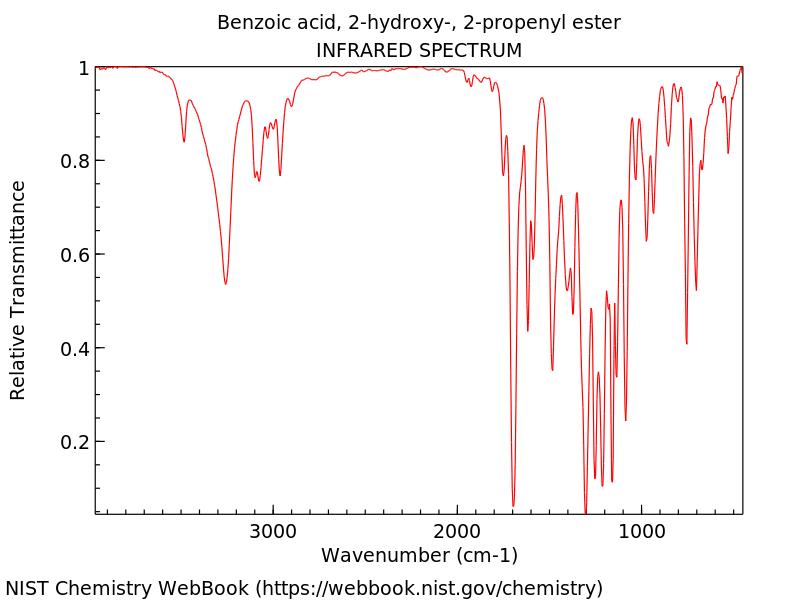 Benzoic acid, 2-hydroxy-, 2-propenyl ester
INFRARED SPECTRUM
1
0.8
0.6
0.4
0.2
Relative Transmittance
3000 2000 1000
Wavenumber (cm-1)
NIST Chemistry WebBook (https://webbook.nist.gov/chemistry)